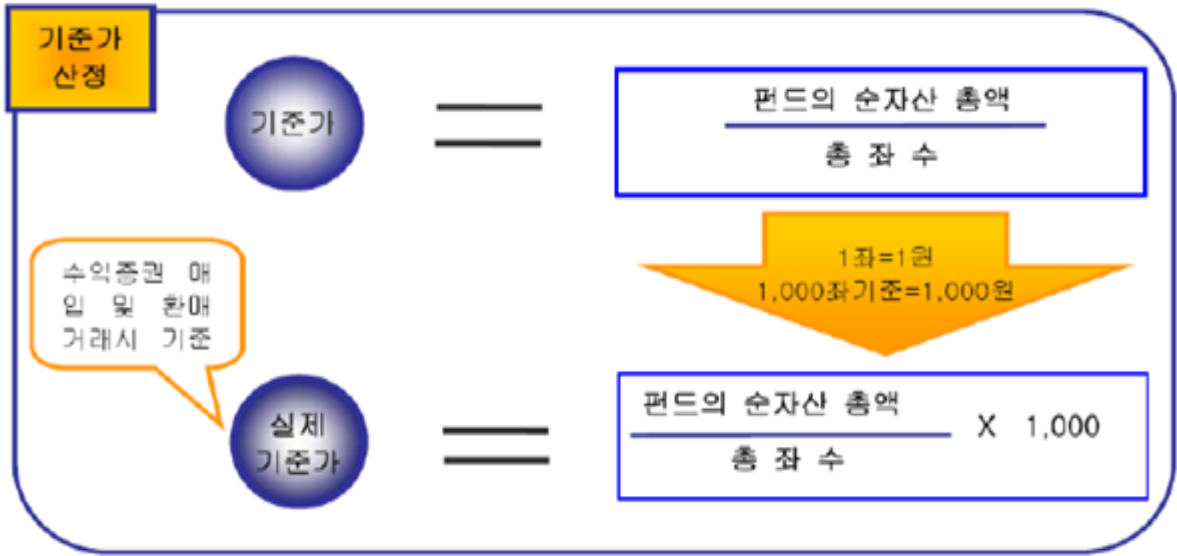 기준가
산정
기준가
펀드의 순자산 총액
총 좌 수
1좌=1원
1,000좌기준=1,000원
수익증권 매
입 및 환매
거래시 기준
실제
기준가
펀드의 순자산 총액
총 좌 수
X 1,000